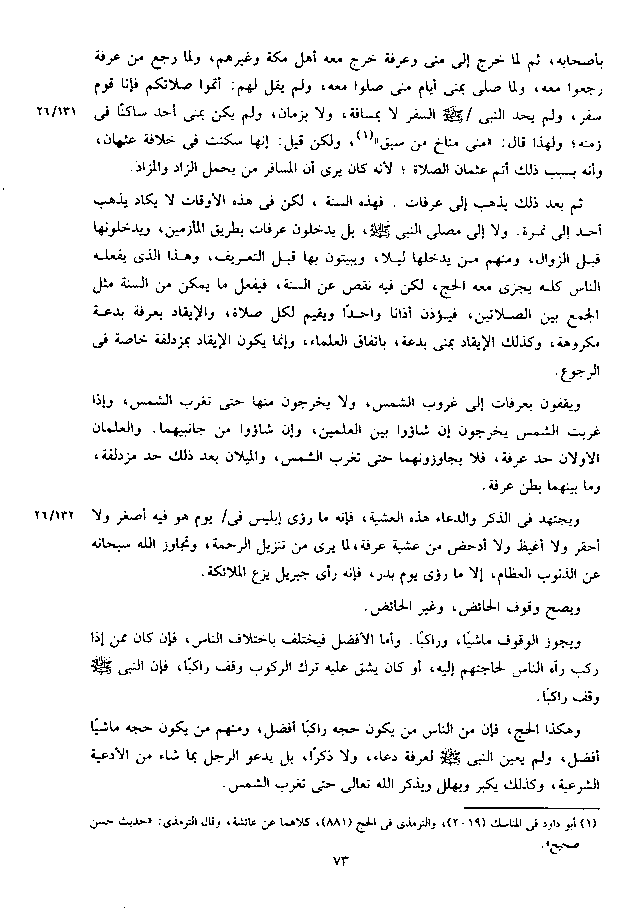 بأصحابه، ثم لما خرج إلى منى وعرفة خرج معه أهل مكة وغيرهم، ولما رجع من عرفة
رجعوا معه، ولما صلى بمنى أيام منى صلوا معه، ولم يقل لهم: أتموا صلاتكم فإنا قوم
سفر، ولم يحد النبي /ﷺ السفر لا بمسافة، ولا بزمان، ولم يكن بمنى أحد ساكنًا فى
٢٦/١٣١
زمنه؛ ولهذا قال: «منى مناخ من سبق»(١)، ولكن قيل: إنها سكنت فى خلافة عثمان،
وأنه بسبب ذلك أتم عثمان الصلاة ؛ لأنه كان يرى أن المسافر من يحمل الزاد والمزاد.
ثم بعد ذلك يذهب إلى عرفات . فهذه السنة ، لكن فى هذه الأوقات لا يكاد يذهب
أحد إلى نمرة. ولا إلى مصلى النبي ﷺ، بل يدخلون عرفات بطريق المأزمين، ويدخلونها
قبل الزوال، ومنهم من يدخلها ليلا، ويبيتون بها قبل التعريف، وهذا الذى يفعله
الناس كله يجزى معه الحج، لكن فيه نقص عن السنة، فيفعل ما يمكن من السنة مثل
الجمع بين الصلاتين، فيؤذن أذانا واحدًا ويقيم لكل صلاة، والإيقاد بعرفة بدعة
مكروهة، وكذلك الإيقاد بمنى بدعة، باتفاق العلماء، وإنما يكون الإيقاد بمزدلفة خاصة فى
الرجوع.
ويقفون بعرفات إلى غروب الشمس، ولا يخرجون منها حتى تغرب الشمس، وإذا
غربت الشمس يخرجون إن شاؤوا بين العلمين، وإن شاؤوا من جانبيهما. والعلمان
الأولان حد عرفة، فلا يجاوزونهما حتى تغرب الشمس، والميلان بعد ذلك حد مزدلفة،
وما بينهما بطن عرفة.
ويجتهد فى الذكر والدعاء هذه العشية، فإنه ما رؤى إبليس فى/ يوم هو فيه أصغر ولا
٢٦/١٣٢
أحقر ولا أغيظ ولا أدحض من عشية عرفة، لما يرى من تنزيل الرحمة، وتجاوز الله سبحانه
عن الذنوب العظام، إلا ما رؤى يوم بدر، فإنه رأى جبريل يزع الملائكة.
ويصح وقوف الحائض، وغير الحائض.
ويجوز الوقوف ماشيًا، وراكبًا. وأما الأفضل فيختلف باختلاف الناس، فإن كان ممن إذا
ركب رآه الناس لحاجتهم إليه، أو كان يشق عليه ترك الركوب وقف راكبًا، فإن النبي ﷺ
وقف راكبًا.
وهكذا الحج، فإن من الناس من يكون حجه راكبًا أفضل، ومنهم من يكون حجه ماشيًا
أفضل، ولم يعين النبي ﷺ لعرفة دعاء، ولا ذكرًا، بل يدعو الرجل بما شاء من الأدعية
الشرعية، وكذلك يكبر ويهلل ويذكر الله تعالى حتى تغرب الشمس.
(١) أبو داود فى المناسك (٢٠١٩)، والترمذى فى الحج (٨٨١)، كلاهما عن عائشة، وقال الترمذى: «حديث حسن
صحيح».
٧٣